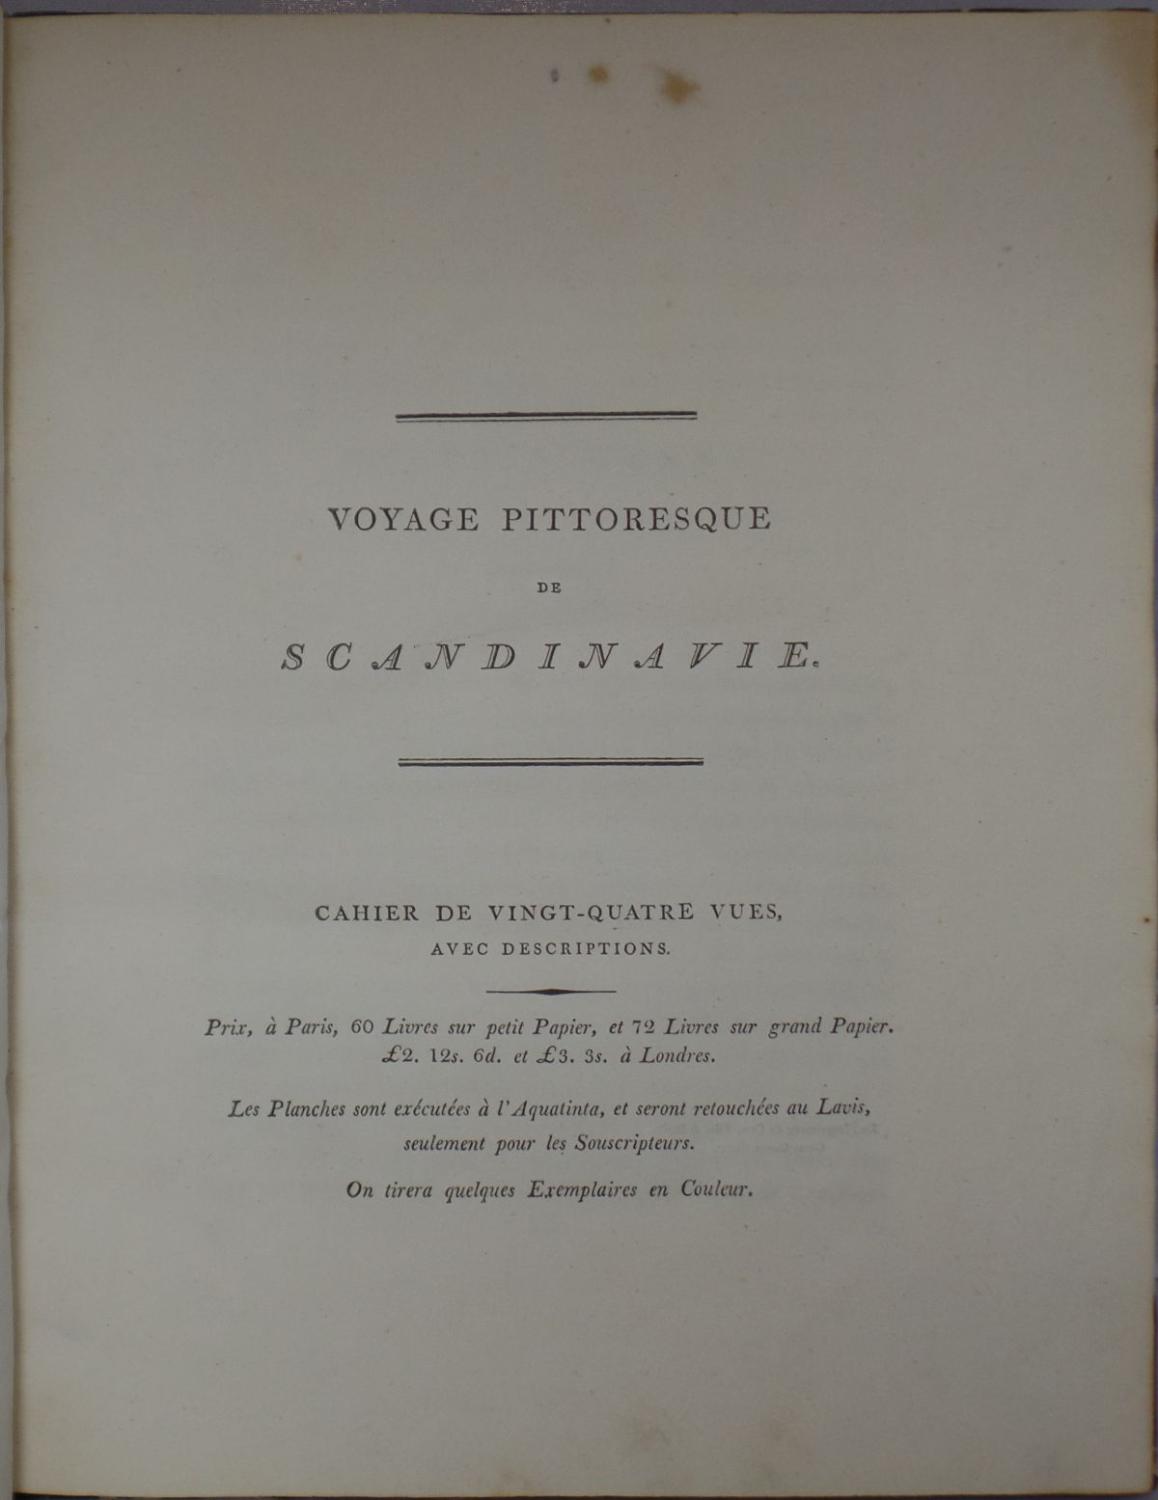 VOYAGE PITTORESQUE
DE
SCANDINAVIE.
CAHIER DE VINGT-QUATRE VUES,
AVEC DESCRIPTIONS.
Prix, à Paris, 60 Livres sur petit Papier, et 72 Livres sur grand Papier.
£2. 12s. 6d. et £3. 3s. à Londres.
Les Planches sont exécutées à l'Aquatinta, et seront retouchées au Lavis,
seulement pour les Souscripteurs.
On tirera quelques Exemplaires en Couleur.